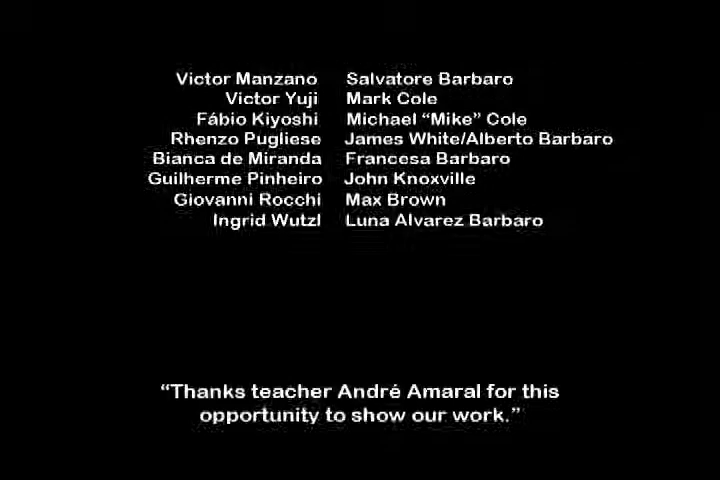 Victor Manzano Salvatore Barbaro
Victor Yuji Mark Cole
Fábio Kiyoshi Michael “Mike” Cole
Rhenzo Pugliese James White/Alberto Barbaro
Bianca de Miranda Francesa Barbaro
Guilherme Pinheiro John Knoxville
Giovanni Rocchi Max Brown
Ingrid Wutzl Luna Alvarez Barbaro
“Thanks teacher André Amaral for this
opportunity to show our work.”